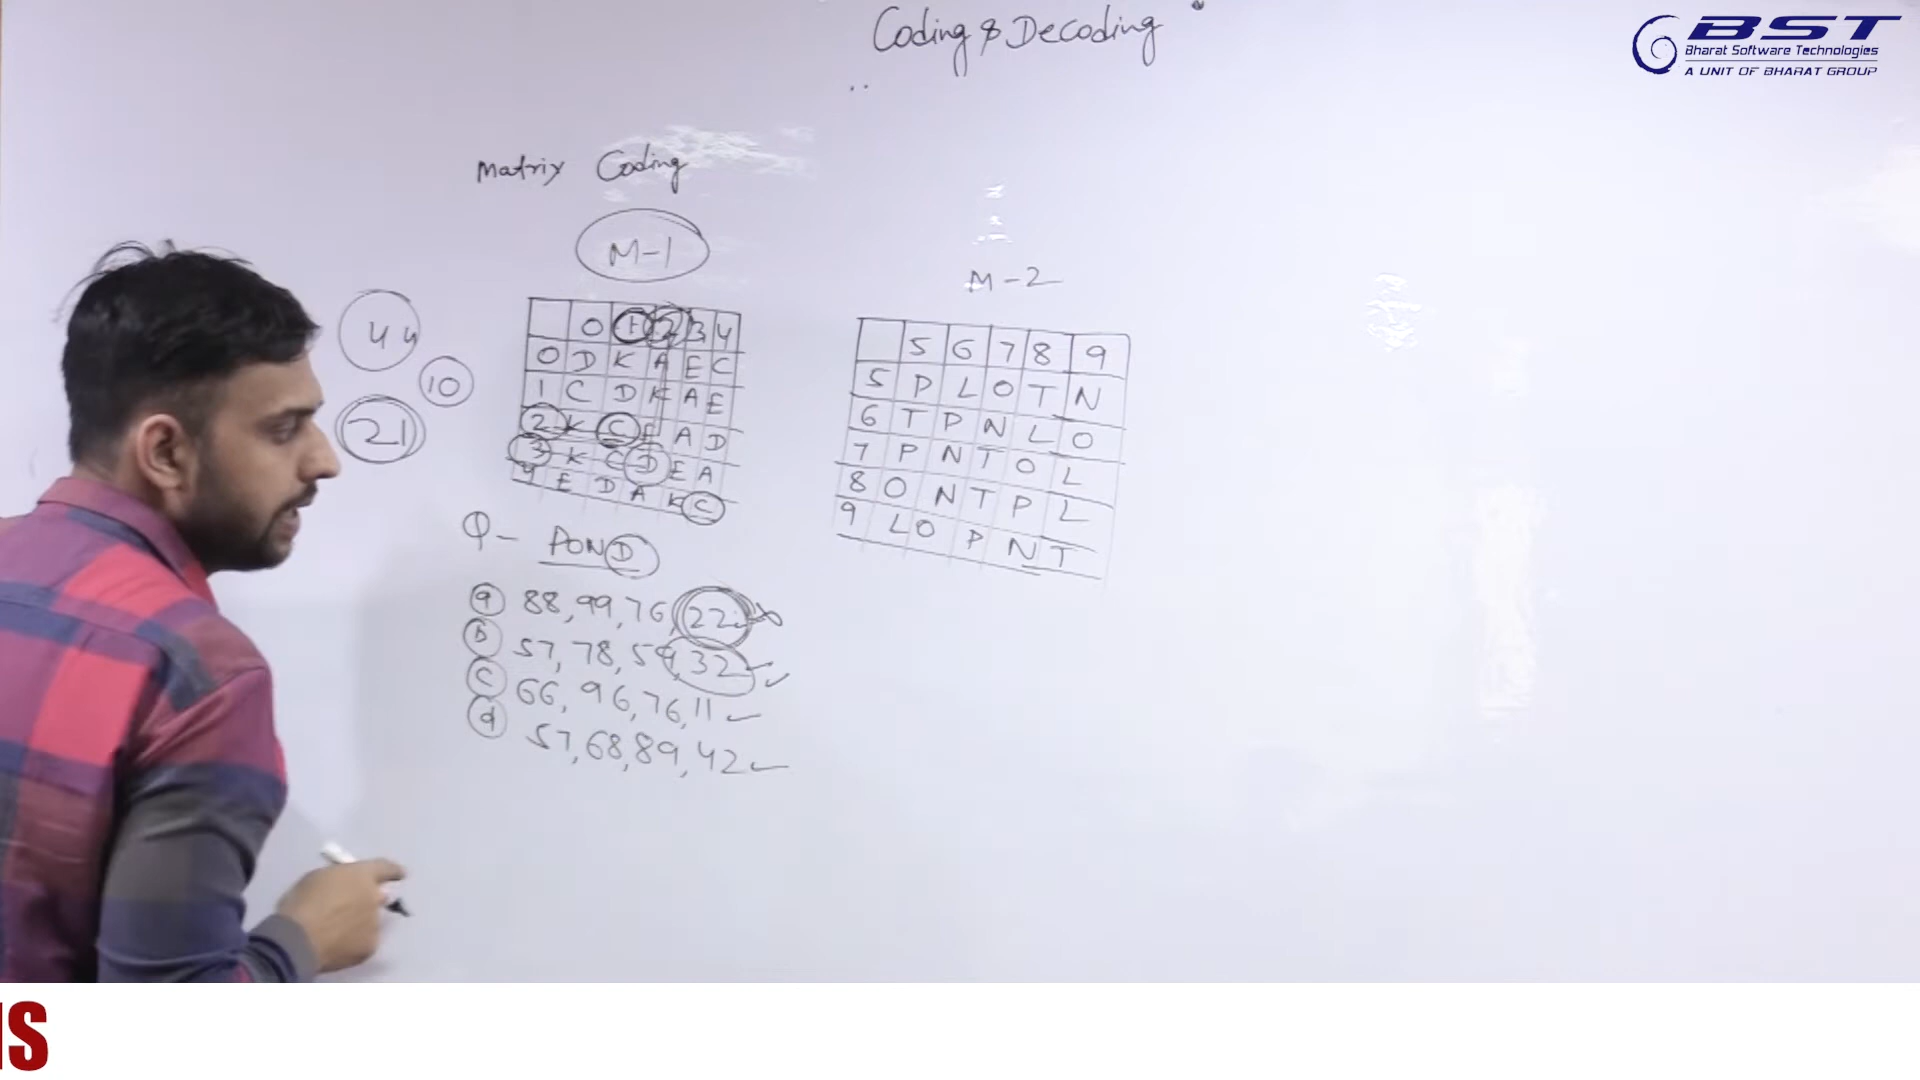 Coding & Decoding
BST
Bharat Software Technologies
A UNIT OF BHARAT GROUP
Matrix Coding
M-1
0 1 2 3 4
0 D K A E C
1 C D K A E
2 K C E A D
3 K C D E A
4 E D A K C
M-2
5 6 7 8 9
5 P L O T N
6 T P N L O
7 P N T O L
8 O N T P L
9 L O P N T
44
10
21
Q- POND
a 88, 99, 76, 22
b 57, 78, 59, 32
c 66, 96, 76, 11
d 57, 68, 89, 42
S